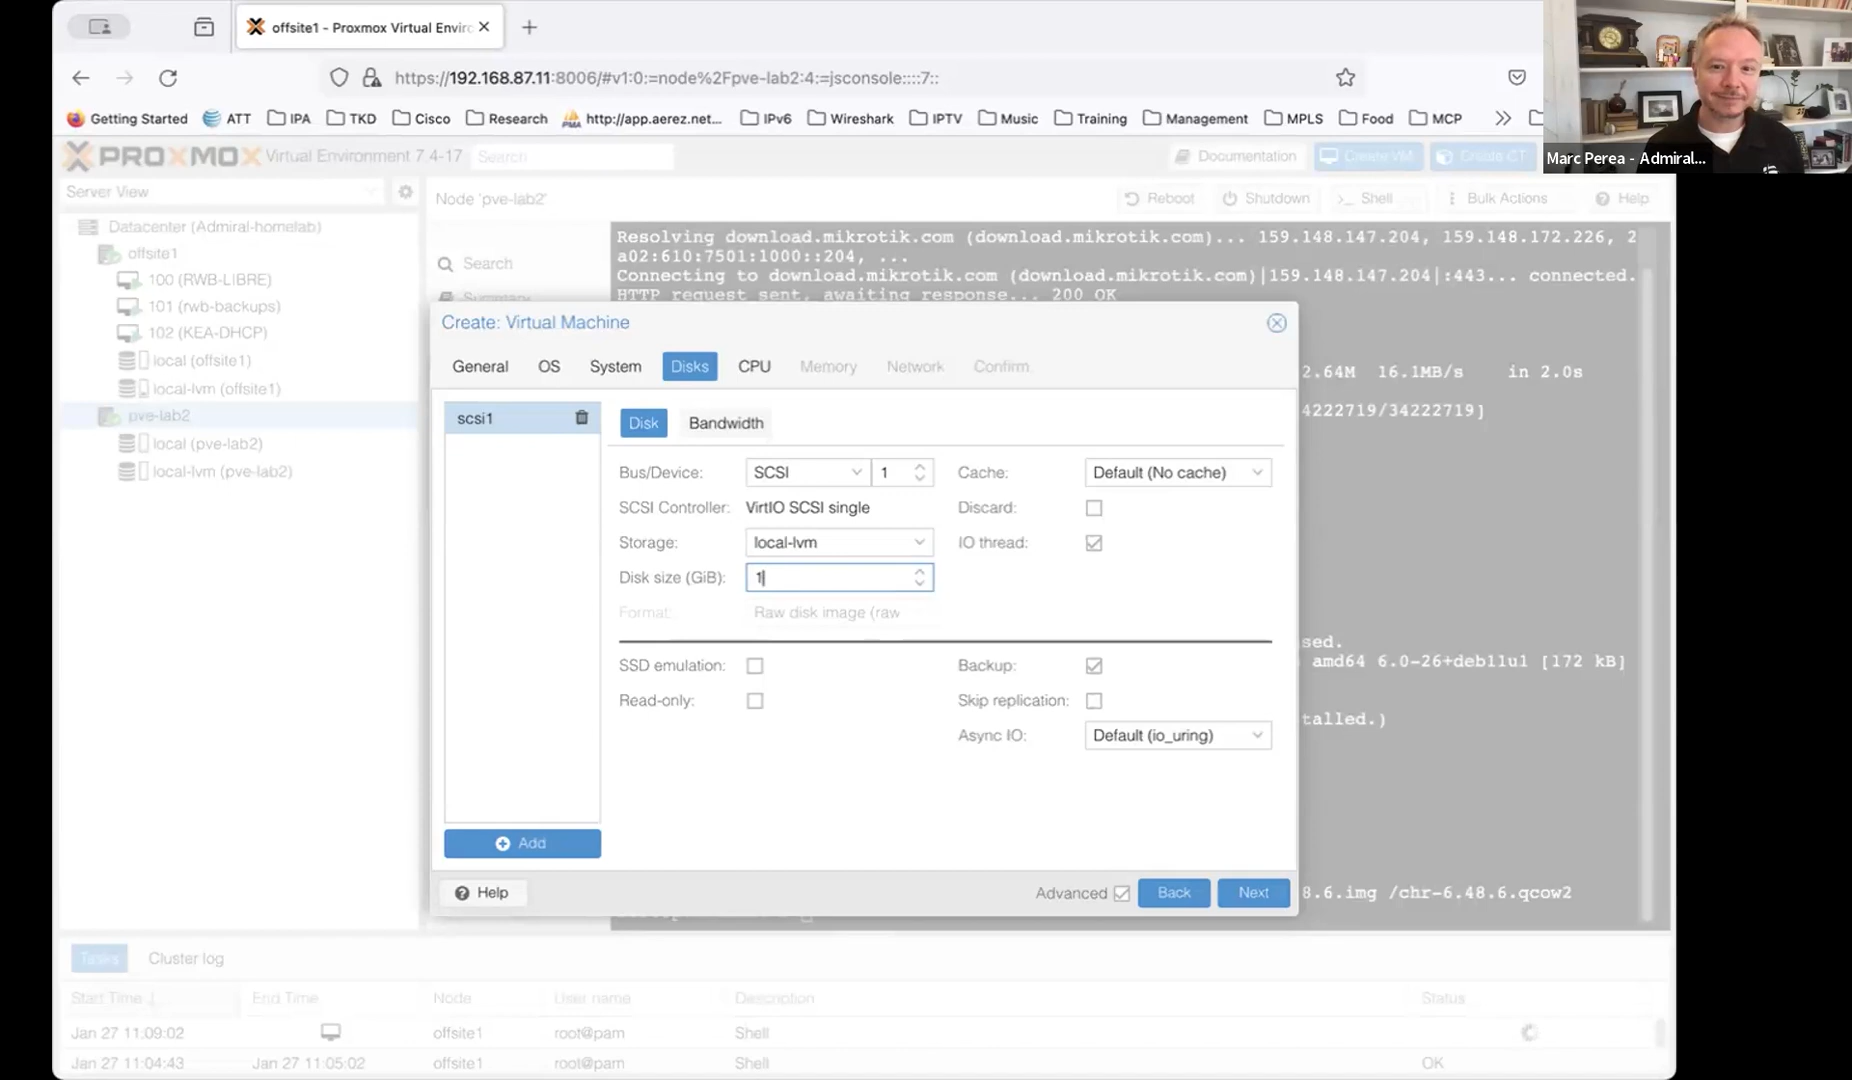 offsite1 - Proxmox Virtual Enviro
https://192.168.87.11:8006/#v1:0:=node%2Fpve-lab2:4:=jsconsole::::7::
Getting Started ATT IPA TKD Cisco Research http://app.aerez.net... IPv6 Wireshark IPTV Music Training Management MPLS Food MCP
Marc Perea - Admiral...
PROXMOX Virtual Environment 7.4-17 Search Documentation Create VM Create CT
Server View
Node 'pve-lab2' Reboot Shutdown >_ Shell Bulk Actions Help
Datacenter (Admiral-homelab)
offsite1
100 (RWB-LIBRE)
101 (rwb-backups)
102 (KEA-DHCP)
local (offsite1)
local-lvm (offsite1)
pve-lab2
local (pve-lab2)
local-lvm (pve-lab2)
Search
Summary
Resolving download.mikrotik.com (download.mikrotik.com)... 159.148.147.204, 159.148.172.226, 2
a02:610:7501:1000::204, ...
Connecting to download.mikrotik.com (download.mikrotik.com)|159.148.147.204|:443... connected.
HTTP request sent, awaiting response... 200 OK
2.64M 16.1MB/s in 2.0s
4222719/34222719]
sed.
amd64 6.0-26+deb11u1 [172 kB]
talled.)
8.6.img /chr-6.48.6.qcow2
Create: Virtual Machine
General OS System Disks CPU Memory Network Confirm
scsi1
Disk Bandwidth
Bus/Device: SCSI 1 Cache: Default (No cache)
SCSI Controller: VirtIO SCSI single Discard:
Storage: local-lvm IO thread:
Disk size (GiB): 1
Format: Raw disk image (raw
SSD emulation: Backup:
Read-only: Skip replication:
Async IO: Default (io_uring)
Add
Help Advanced Back Next
Tasks Cluster log
Start Time End Time Node User name Description Status
Jan 27 11:09:02 offsite1 root@pam Shell
Jan 27 11:04:43 Jan 27 11:05:02 offsite1 root@pam Shell OK